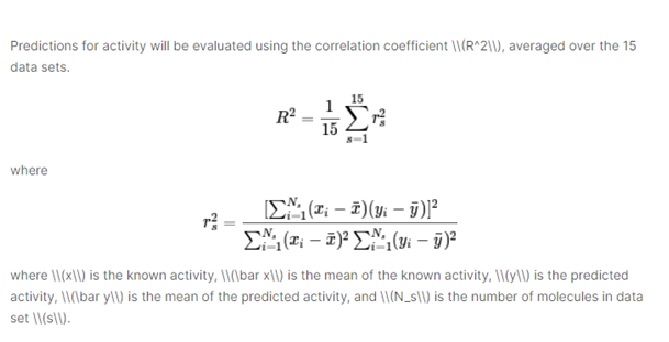 Predictions for activity will be evaluated using the correlation coefficient \\(R^2\\), averaged over the 15
data sets.
R² = \frac{1}{15} \sum_{s=1}^{15} r_s^2
where
r_s^2 = \frac{[\sum_{i=1}^{N_s} (x_i - \bar{x})(y_i - \bar{y})]^2}{\sum_{i=1}^{N_s} (x_i - \bar{x})^2 \sum_{i=1}^{N_s} (y_i - \bar{y})^2}
where \\(x\\) is the known activity, \\(\bar x\\) is the mean of the known activity, \\(y\\) is the predicted
activity, \\(\bar y\\) is the mean of the predicted activity, and \\(N_s\\) is the number of molecules in data
set \\(s\\).